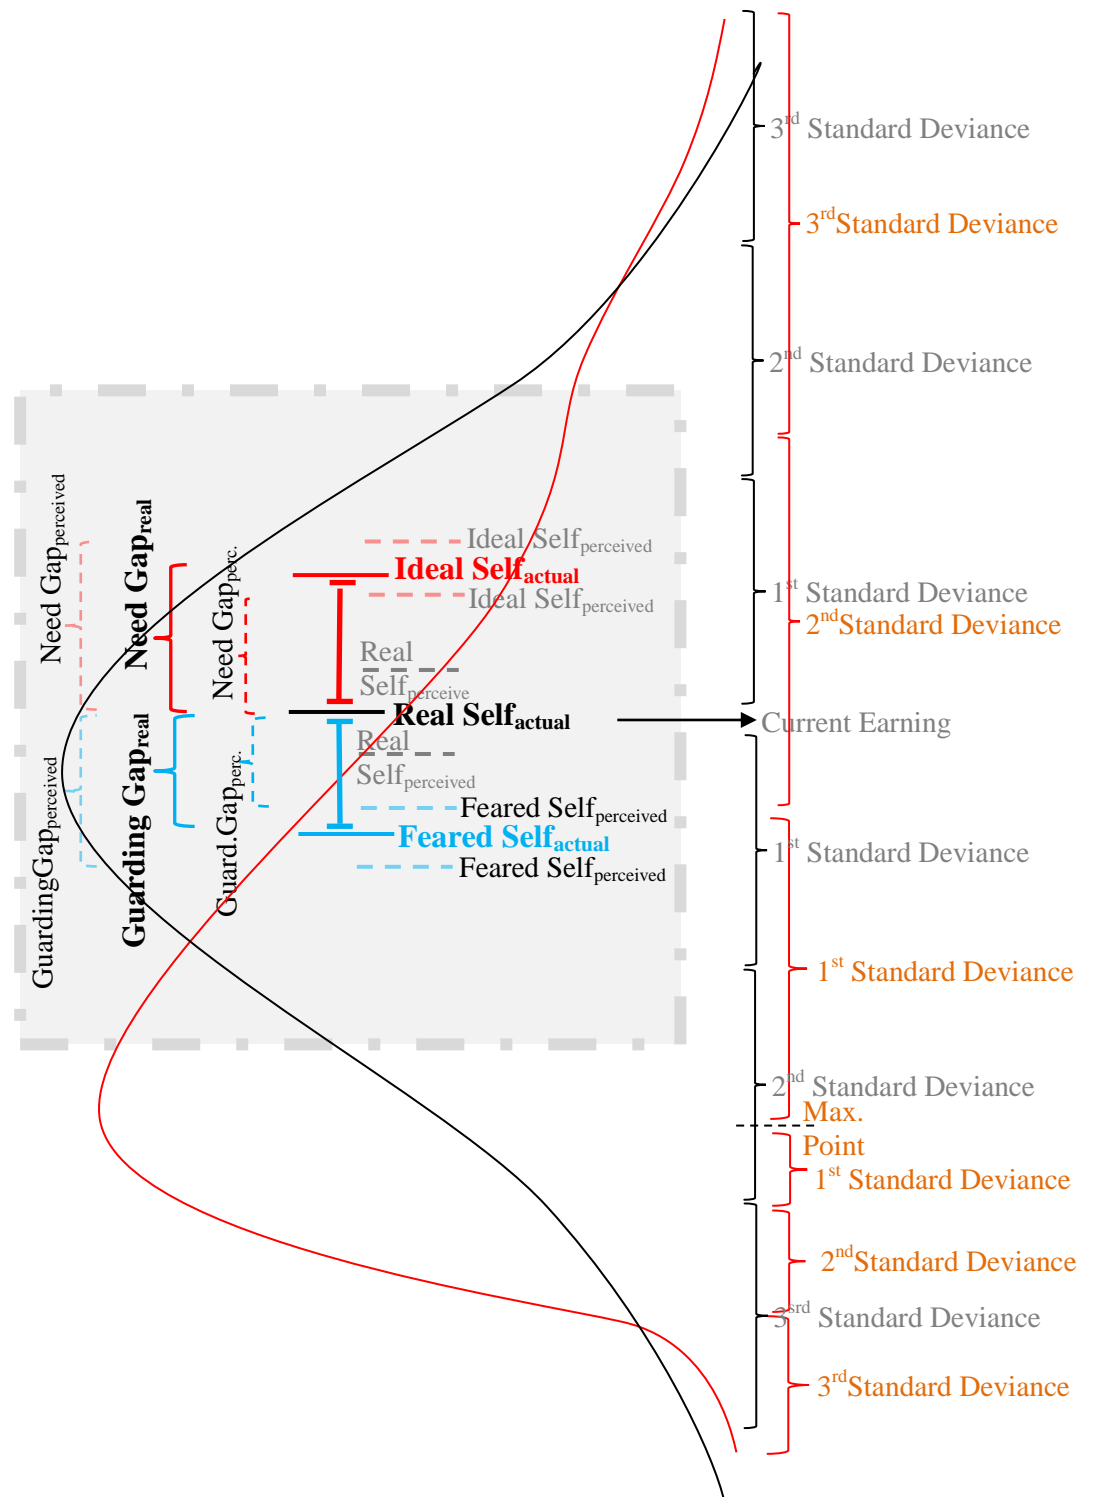 3rd Standard Deviance
3rdStandard Deviance
2nd Standard Deviance
Need Gapperceived
Need Gapreal
Need Gapperc.
Ideal Selfperceived
Ideal Selfactual
Ideal Selfperceived
1st Standard Deviance
2ndStandard Deviance
Real
Selfperceive
Real Selfactual
Current Earning
Real
Selfperceived
GuardingGapperceived
Guarding Gapreal
Guard.Gapperc.
Feared Selfperceived
Feared Selfactual
Feared Selfperceived
1st Standard Deviance
1st Standard Deviance
2nd Standard Deviance
Max.
Point
1st Standard Deviance
2ndStandard Deviance
3srd Standard Deviance
3rdStandard Deviance